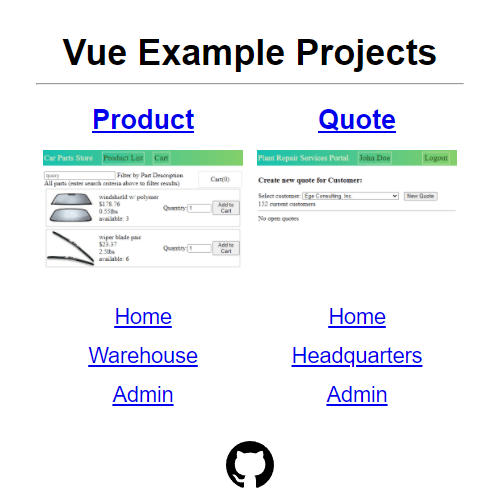 Vue Example Projects
Product
Quote
Car Parts Store Product List Cart
query Filter by Part Description
Cart(0)
All parts (enter search criteria above to filter results)
windshield w/ polymer
$178.76
0.55lbs
available: 3
Quantity:
Add to Cart
wiper blade pair
$23.37
2.5lbs
available: 6
Quantity:
Add to Cart
Plant Repair Services Portal John Doe Logout
Create new quote for Customer:
Select customer: Ege Consulting, Inc. New Quote
132 current customers
No open quotes
Home
Warehouse
Admin
Home
Headquarters
Admin